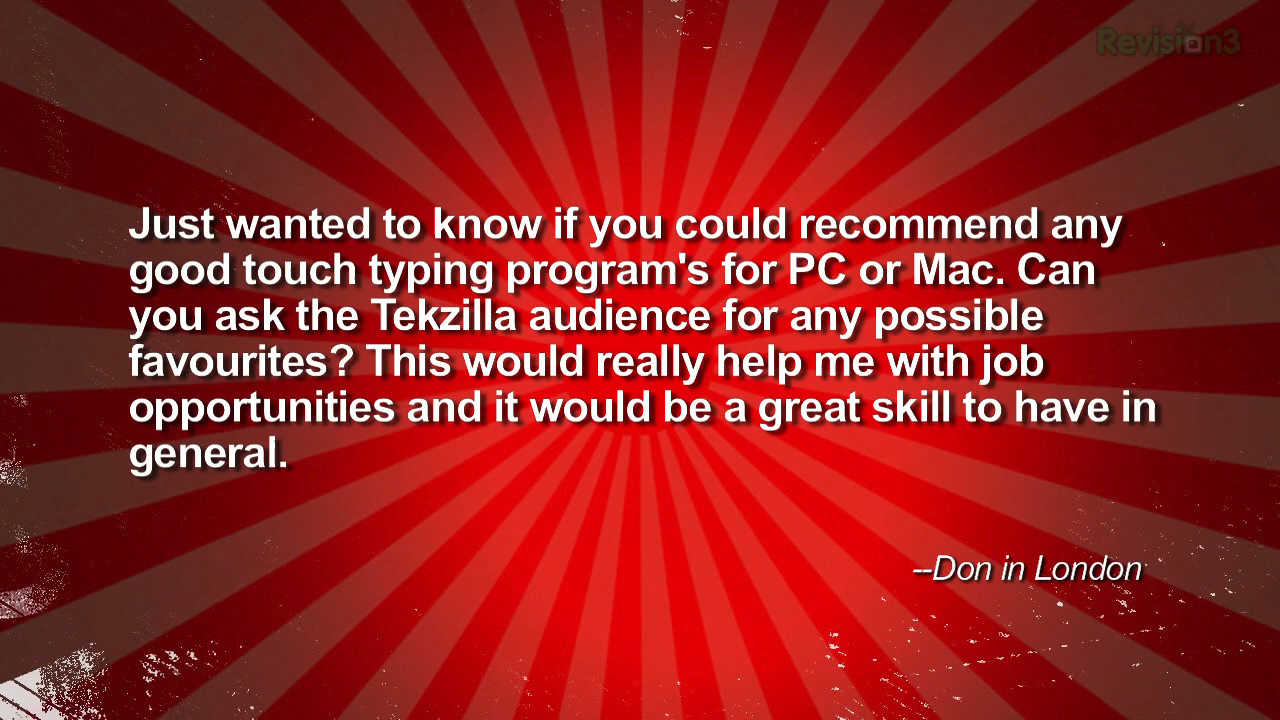 Revision3
Just wanted to know if you could recommend any
good touch typing program's for PC or Mac. Can
you ask the Tekzilla audience for any possible
favourites? This would really help me with job
opportunities and it would be a great skill to have in
general.
--Don in London